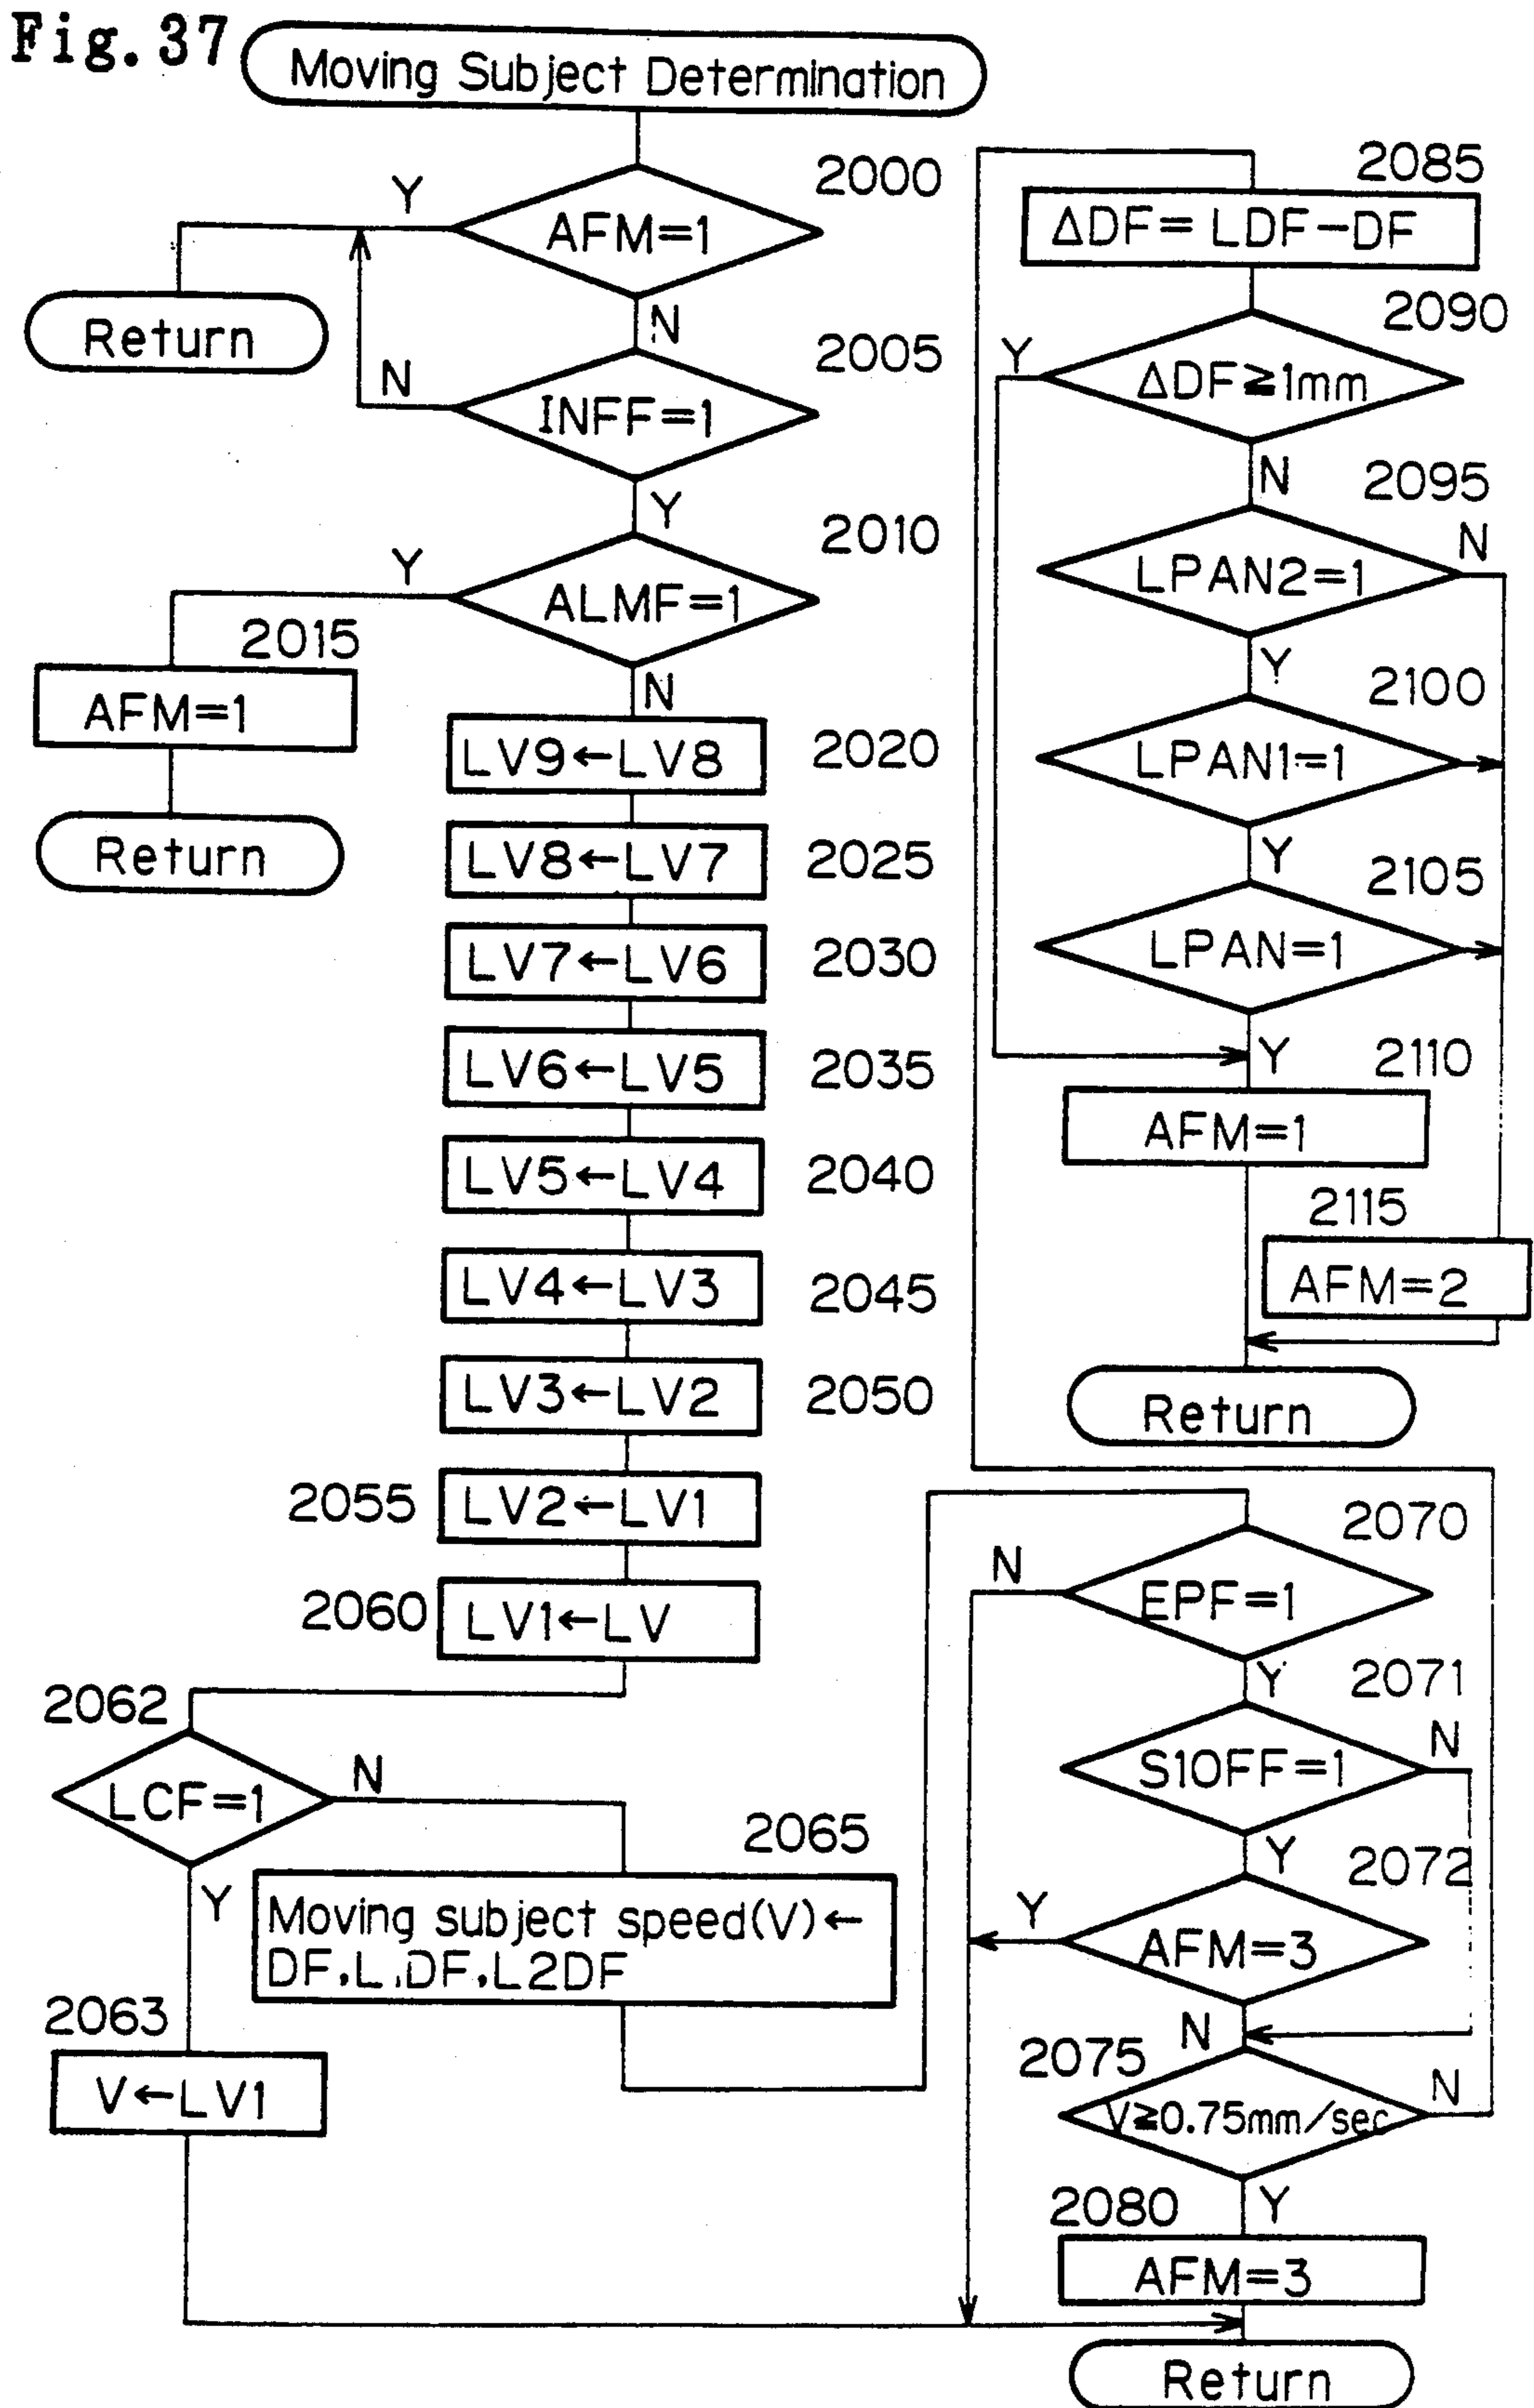 Fig. 37
Moving Subject Determination
2000
Y
AFM=1
N
Return
2005
N
INFF=1
Y
2010
Y
ALMF=1
N
2015
AFM=1
Return
LV9←LV8
2020
LV8←LV7
2025
LV7←LV6
2030
LV6←LV5
2035
LV5←LV4
2040
LV4←LV3
2045
LV3←LV2
2050
2055
LV2←LV1
2060
LV1←LV
2062
LCF=1
N
Y
2065
Moving subject speed(V)←
DF.L.DF.L2DF
2063
V←LV1
2070
N
EPF=1
Y
2071
S1OFF=1
N
Y
2072
Y
AFM=3
N
2075
V≧0.75mm/sec
N
Y
2080
AFM=3
Return
2085
ΔDF=LDF-DF
2090
Y
ΔDF≧1mm
N
2095
LPAN2=1
N
Y
2100
LPAN1=1
Y
2105
LPAN=1
Y
2110
AFM=1
2115
AFM=2
Return